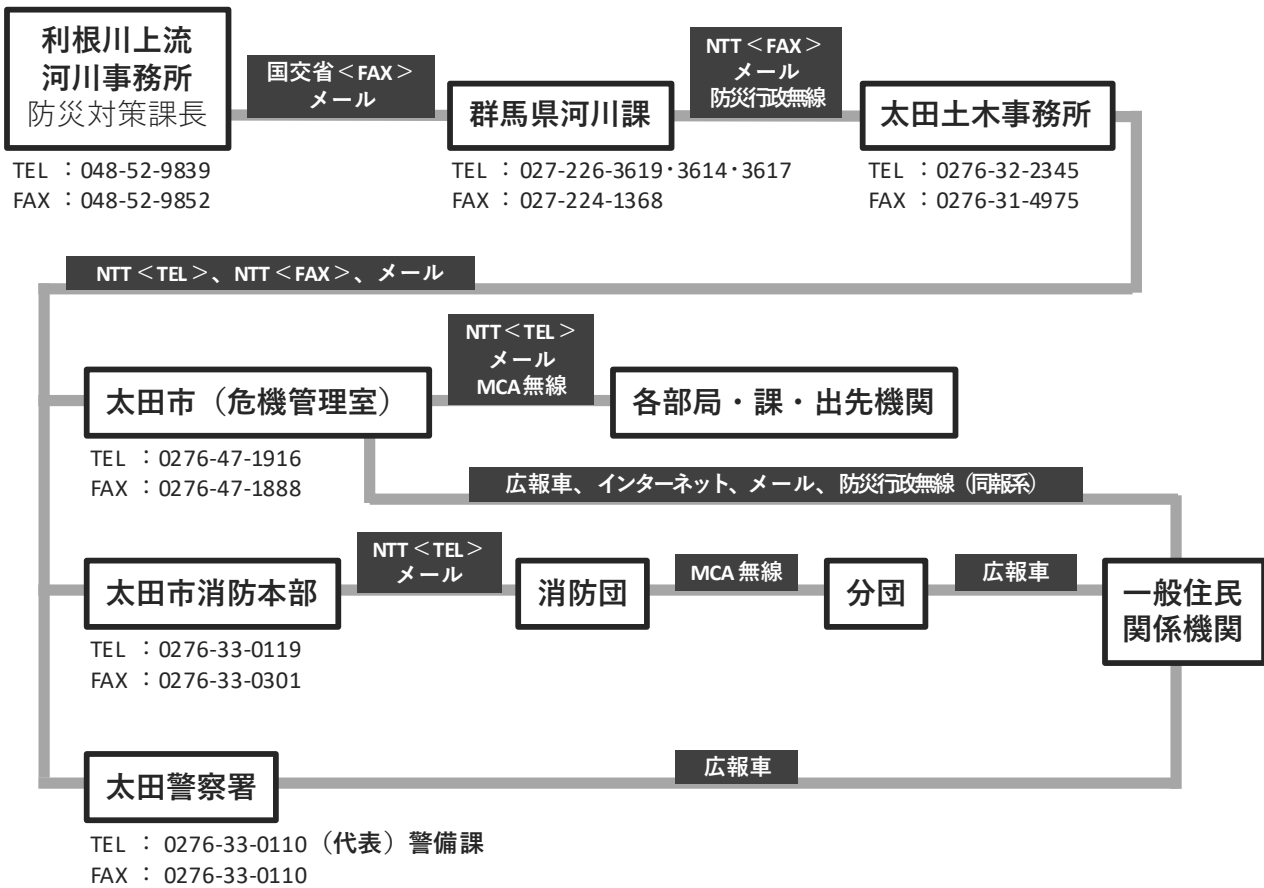 利根川上流
河川事務所
防災対策課長
TEL ：048-52-9839
FAX ：048-52-9852
国交省＜FAX＞
メール
群馬県河川課
TEL ：027-226-3619・3614・3617
FAX ：027-224-1368
NTT＜FAX＞
メール
防災行政無線
太田土木事務所
TEL ：0276-32-2345
FAX ：0276-31-4975
NTT＜TEL＞、NTT＜FAX＞、メール
太田市（危機管理室）
TEL ：0276-47-1916
FAX ：0276-47-1888
NTT＜TEL＞
メール
MCA無線
各部局・課・出先機関
広報車、インターネット、メール、防災行政無線（同報系）
太田市消防本部
TEL ：0276-33-0119
FAX ：0276-33-0301
NTT＜TEL＞
メール
消防団
MCA無線
分団
広報車
一般住民
関係機関
太田警察署
TEL ：0276-33-0110（代表）警備課
FAX ：0276-33-0110
広報車